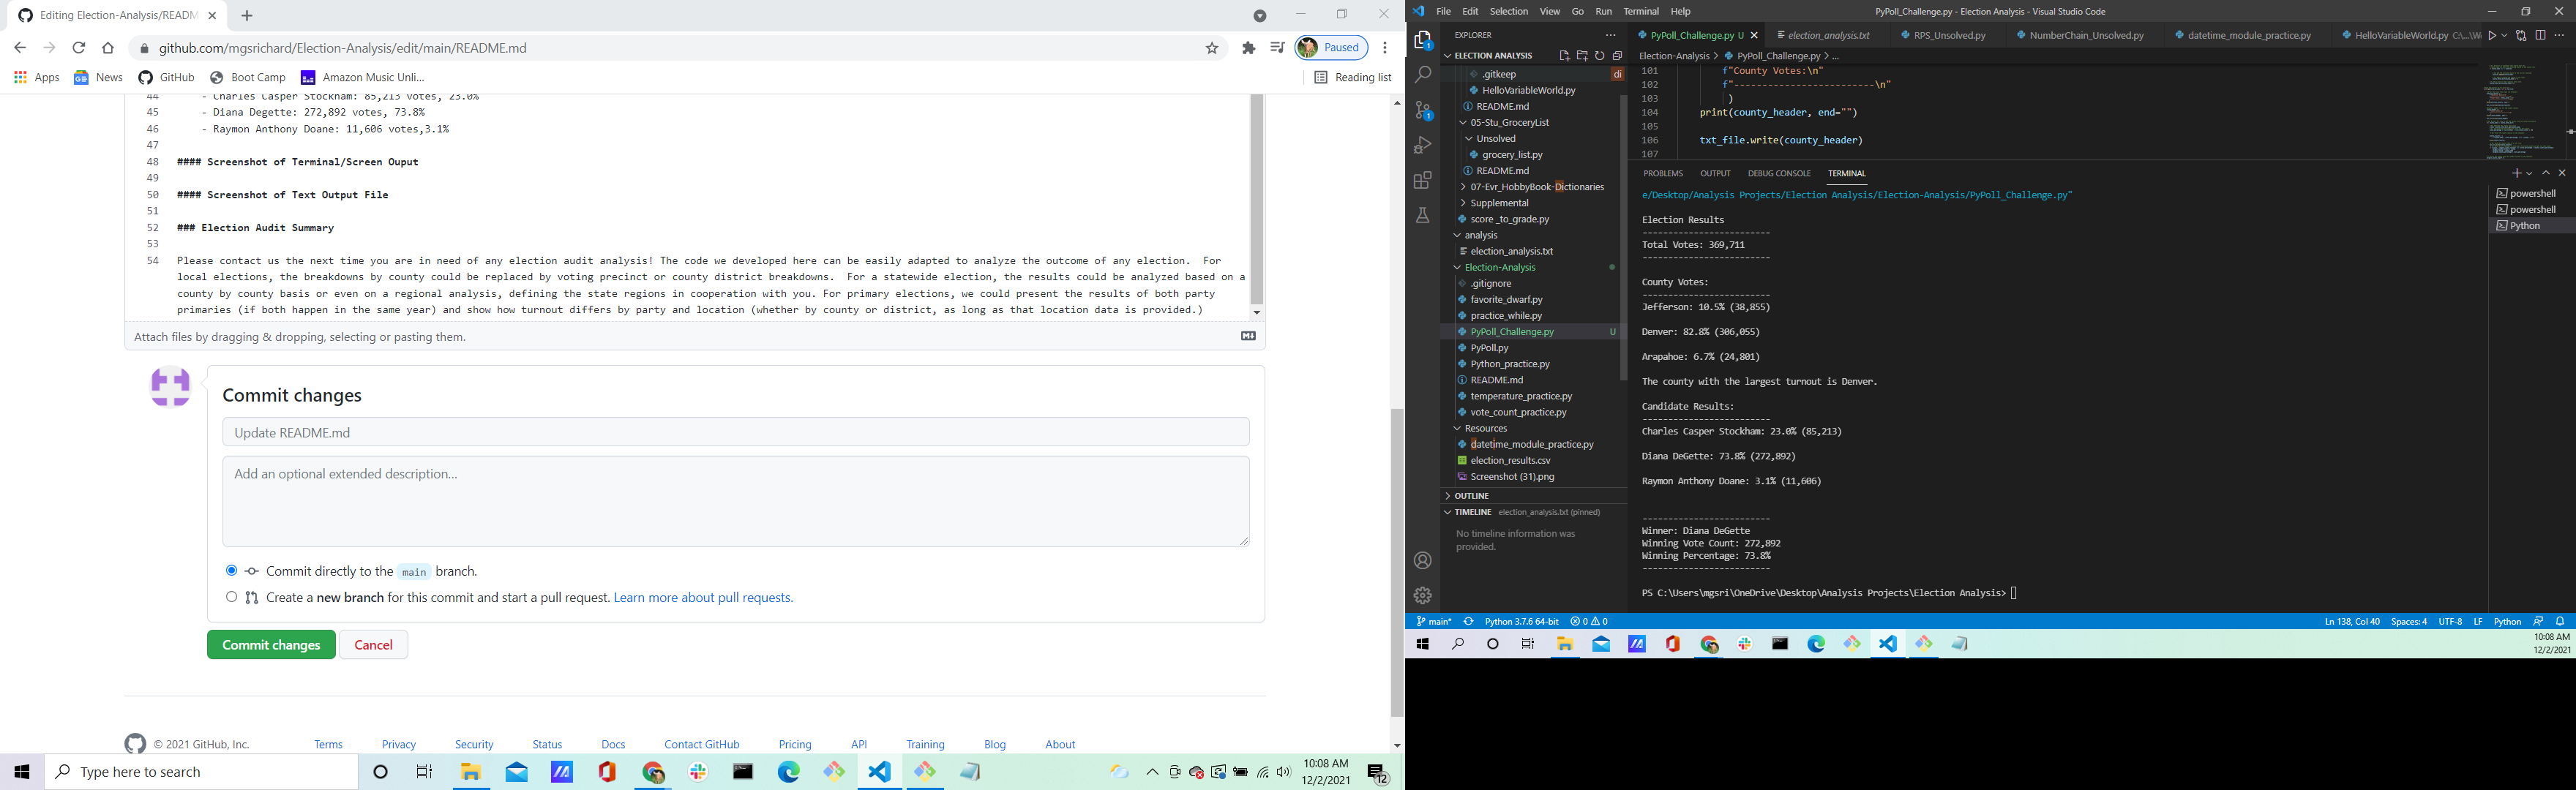 Editing Election-Analysis/READM
github.com/mgsrichard/Election-Analysis/edit/main/README.md
Paused
Apps News GitHub Boot Camp Amazon Music Unli... Reading list
44 - Charles Casper Stockham: 85,213 votes, 23.0%
45 - Diana Degette: 272,892 votes, 73.8%
46 - Raymon Anthony Doane: 11,606 votes,3.1%
47
48 #### Screenshot of Terminal/Screen Ouput
49
50 #### Screenshot of Text Output File
51
52 ### Election Audit Summary
53
54 Please contact us the next time you are in need of any election audit analysis! The code we developed here can be easily adapted to analyze the outcome of any election. For
local elections, the breakdowns by county could be replaced by voting precinct or county district breakdowns. For a statewide election, the results could be analyzed based on a
county by county basis or even on a regional analysis, defining the state regions in cooperation with you. For primary elections, we could present the results of both party
primaries (if both happen in the same year) and show how turnout differs by party and location (whether by county or district, as long as that location data is provided.)
Attach files by dragging & dropping, selecting or pasting them.
Commit changes
Update README.md
Add an optional extended description...
Commit directly to the main branch.
Create a new branch for this commit and start a pull request. Learn more about pull requests.
Commit changes Cancel
© 2021 GitHub, Inc. Terms Privacy Security Status Docs Contact GitHub Pricing API Training Blog About
Type here to search
10:08 AM
12/2/2021
12
File Edit Selection View Go Run Terminal Help
PyPoll_Challenge.py - Election Analysis - Visual Studio Code
EXPLORER
ELECTION ANALYSIS
.gitkeep di
HelloVariableWorld.py
README.md
05-Stu_GroceryList
Unsolved
grocery_list.py
README.md
07-Evr_HobbyBook-Dictionaries
Supplemental
score _to_grade.py
analysis
election_analysis.txt
Election-Analysis
.gitignore
favorite_dwarf.py
practice_while.py
PyPoll_Challenge.py U
PyPoll.py
Python_practice.py
README.md
temperature_practice.py
vote_count_practice.py
Resources
datetime_module_practice.py
election_results.csv
Screenshot (31).png
OUTLINE
TIMELINE election_analysis.txt (pinned)
No timeline information was
provided.
PyPoll_Challenge.py U election_analysis.txt RPS_Unsolved.py NumberChain_Unsolved.py datetime_module_practice.py HelloVariableWorld.py
Election-Analysis > PyPoll_Challenge.py > ...
101 f"County Votes:\n"
102 f"-------------------------\n"
103 )
104 print(county_header, end="")
105
106 txt_file.write(county_header)
107
PROBLEMS OUTPUT DEBUG CONSOLE TERMINAL
powershell
powershell
Python
e/Desktop/Analysis Projects/Election Analysis/Election-Analysis/PyPoll_Challenge.py"
Election Results
-------------------------
Total Votes: 369,711
-------------------------
County Votes:
-------------------------
Jefferson: 10.5% (38,855)
Denver: 82.8% (306,055)
Arapahoe: 6.7% (24,801)
The county with the largest turnout is Denver.
Candidate Results:
-------------------------
Charles Casper Stockham: 23.0% (85,213)
Diana DeGette: 73.8% (272,892)
Raymon Anthony Doane: 3.1% (11,606)
-------------------------
Winner: Diana DeGette
Winning Vote Count: 272,892
Winning Percentage: 73.8%
-------------------------
PS C:\Users\mgsri\OneDrive\Desktop\Analysis Projects\Election Analysis>
main* Python 3.7.6 64-bit 0 0 Ln 138, Col 40 Spaces: 4 UTF-8 LF Python
10:08 AM
12/2/2021